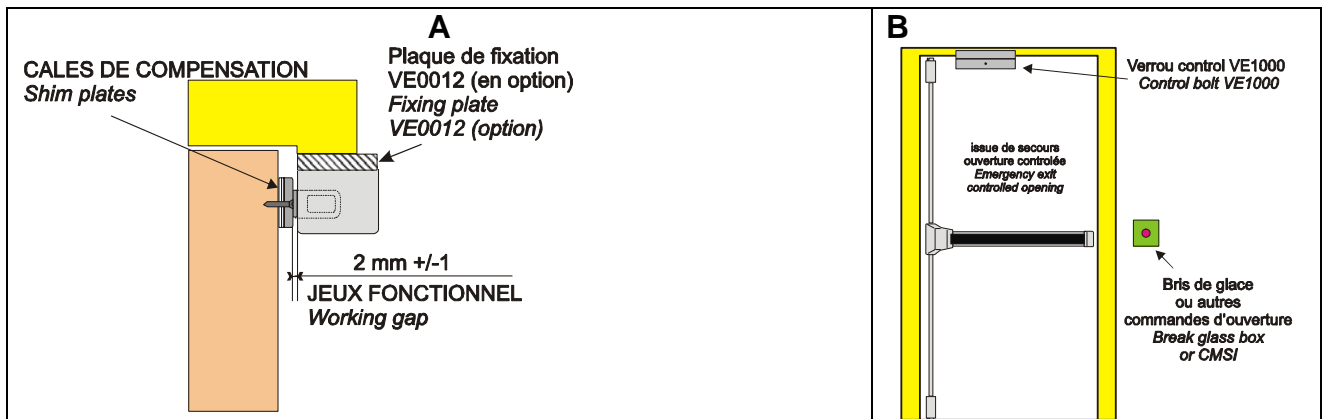 A
CALES DE COMPENSATION
Shim plates
Plaque de fixation
VE0012 (en option)
Fixing plate
VE0012 (option)
2 mm +/-1
JEUX FONCTIONNEL
Working gap
B
Verrou control VE1000
Control bolt VE1000
issue de secours
ouverture controlée
Emergency exit
controlled opening
Bris de glace
ou autres
commandes d'ouverture
Break glass box
or CMSI